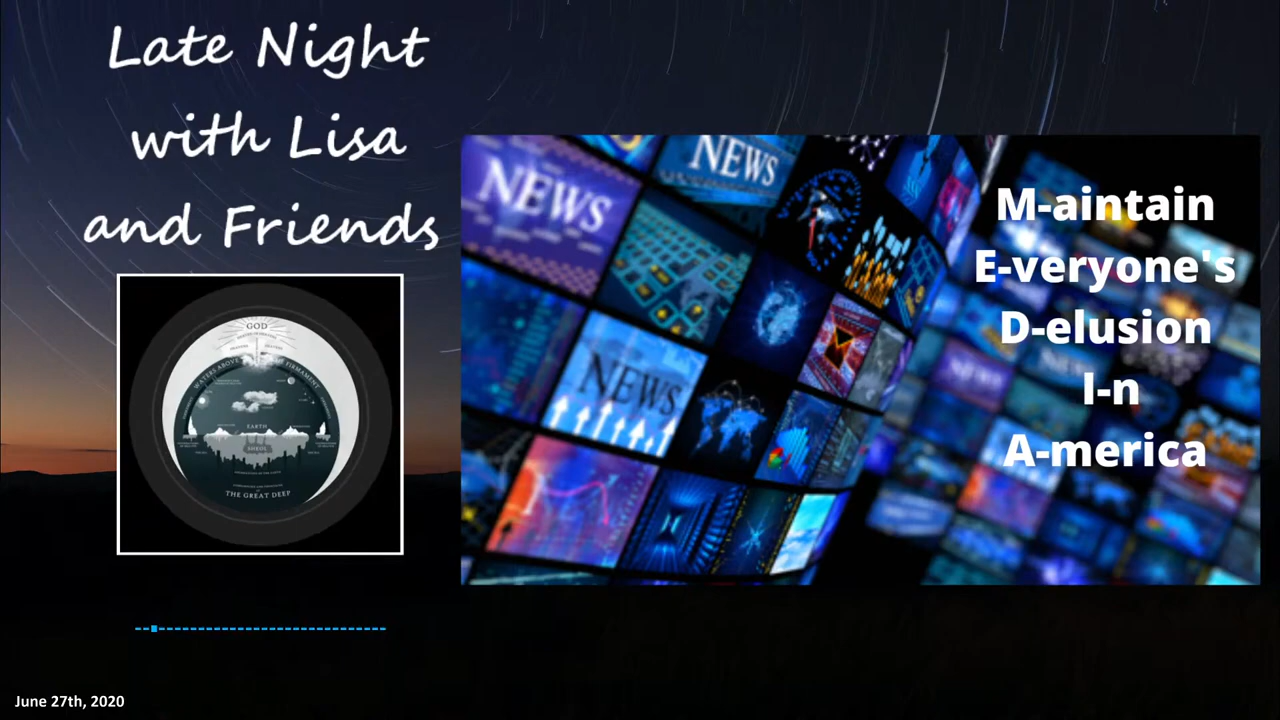 Late Night
with Lisa
and Friends
NEWS
NEWS
NEWS
M-aintain
E-veryone's
D-elusion
I-n
A-merica
GOD
WATERS ABOVE
FIRMAMENT
EARTH
SHEOL
THE GREAT DEEP
June 27th, 2020